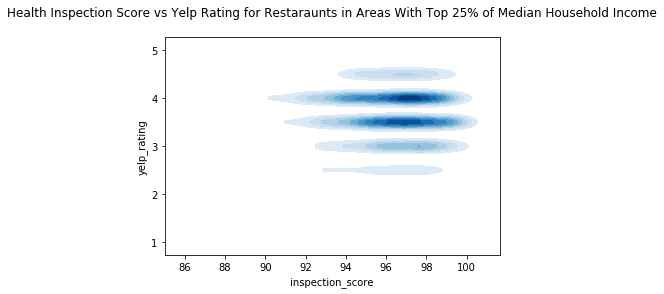 Health Inspection Score vs Yelp Rating for Restaraunts in Areas With Top 25% of Median Household Income
5
4
3
2
1
yelp_rating
86 88 90 92 94 96 98 100
inspection_score